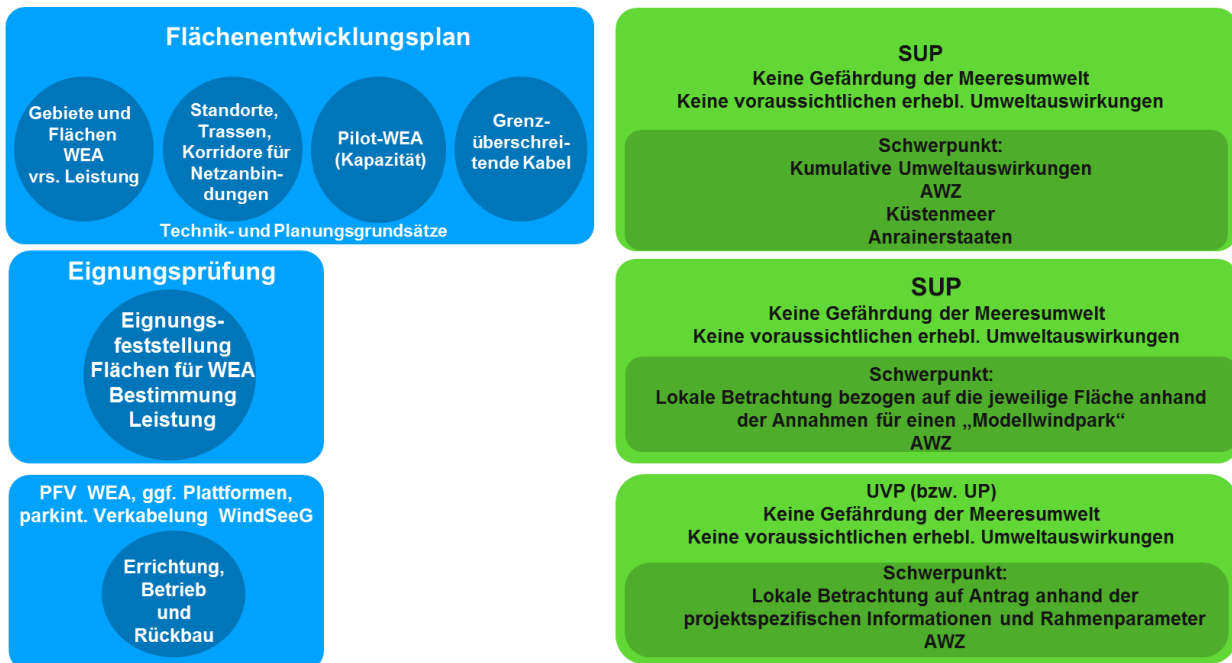 Flächenentwicklungsplan
Gebiete und
Flächen
WEA
vrs. Leistung
Standorte,
Trassen,
Korridore für
Netzanbin-
dungen
Pilot-WEA
(Kapazität)
Grenz-
überschrei-
tende Kabel
Technik- und Planungsgrundsätze
SUP
Keine Gefährdung der Meeresumwelt
Keine voraussichtlichen erhebl. Umweltauswirkungen
Schwerpunkt:
Kumulative Umweltauswirkungen
AWZ
Küstenmeer
Anrainerstaaten
Eignungsprüfung
Eignungs-
feststellung
Flächen für WEA
Bestimmung
Leistung
SUP
Keine Gefährdung der Meeresumwelt
Keine voraussichtlichen erhebl. Umweltauswirkungen
Schwerpunkt:
Lokale Betrachtung bezogen auf die jeweilige Fläche anhand
der Annahmen für einen „Modellwindpark“
AWZ
PFV WEA, ggf. Plattformen,
parkint. Verkabelung WindSeeG
Errichtung,
Betrieb
und
Rückbau
UVP (bzw. UP)
Keine Gefährdung der Meeresumwelt
Keine voraussichtlichen erhebl. Umweltauswirkungen
Schwerpunkt:
Lokale Betrachtung auf Antrag anhand der
projektspezifischen Informationen und Rahmenparameter
AWZ